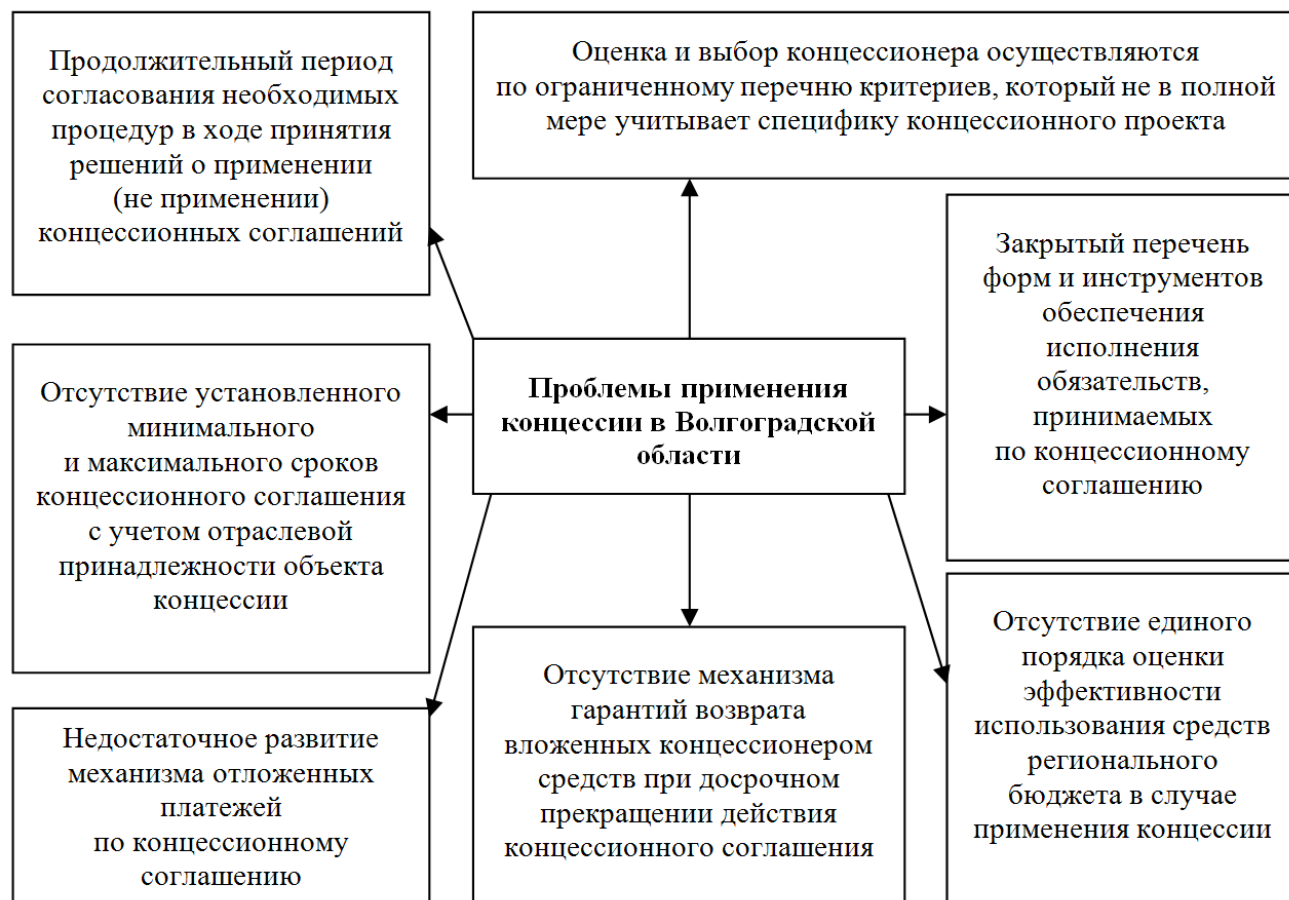 Продолжительный период
согласования необходимых
процедур в ходе принятия
решений о применении
(не применении)
концессионных соглашений
Оценка и выбор концессионера осуществляются
по ограниченному перечню критериев, который не в полной
мере учитывает специфику концессионного проекта
Закрытый перечень
форм и инструментов
обеспечения
исполнения
обязательств,
принимаемых
по концессионному
соглашению
Отсутствие установленного
минимального
и максимального сроков
концессионного соглашения
с учетом отраслевой
принадлежности объекта
концессии
Проблемы применения
концессии в Волгоградской
области
Недостаточное развитие
механизма отложенных
платежей
по концессионному
соглашению
Отсутствие механизма
гарантий возврата
вложенных концессионером
средств при досрочном
прекращении действия
концессионного соглашения
Отсутствие единого
порядка оценки
эффективности
использования средств
регионального
бюджета в случае
применения концессии